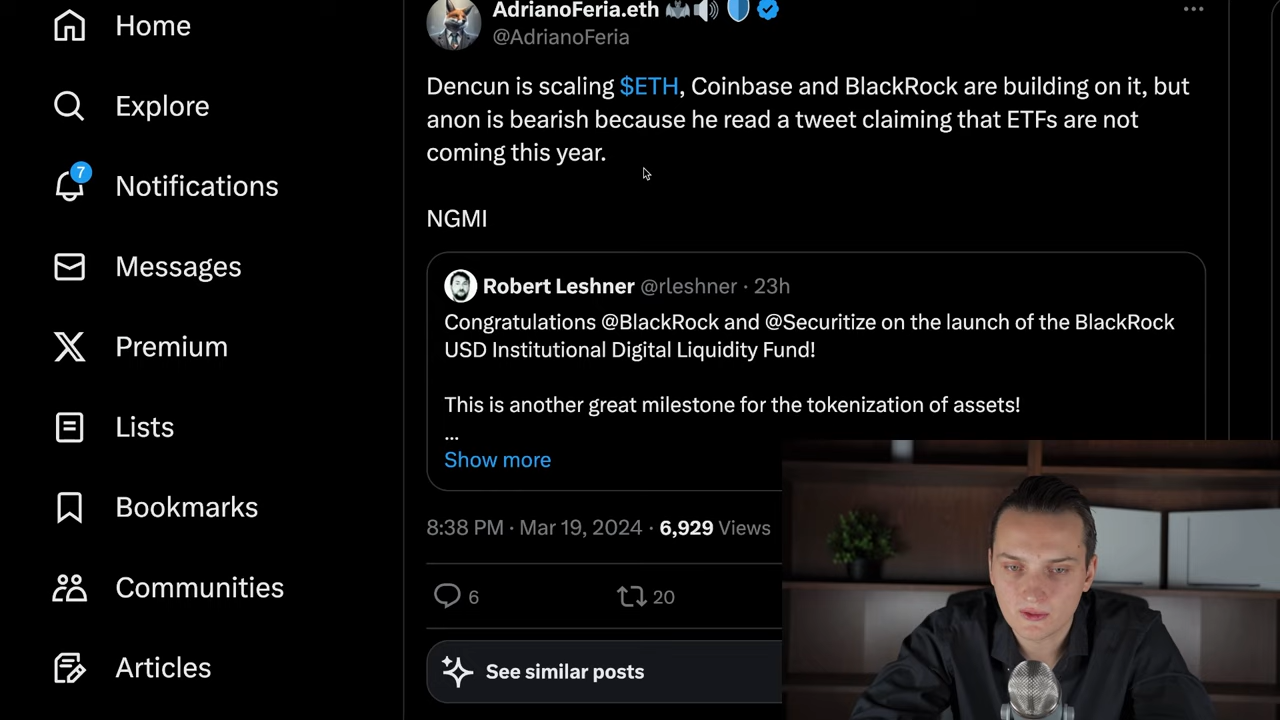 Home
Explore
7
Notifications
Messages
Premium
Lists
Bookmarks
Communities
Articles
AdrianoFeria.eth
@AdrianoFeria
Dencun is scaling $ETH, Coinbase and BlackRock are building on it, but
anon is bearish because he read a tweet claiming that ETFs are not
coming this year.
NGMI
Robert Leshner @rleshner · 23h
Congratulations @BlackRock and @Securitize on the launch of the BlackRock
USD Institutional Digital Liquidity Fund!
This is another great milestone for the tokenization of assets!
...
Show more
8:38 PM · Mar 19, 2024 · 6,929 Views
6 20
See similar posts